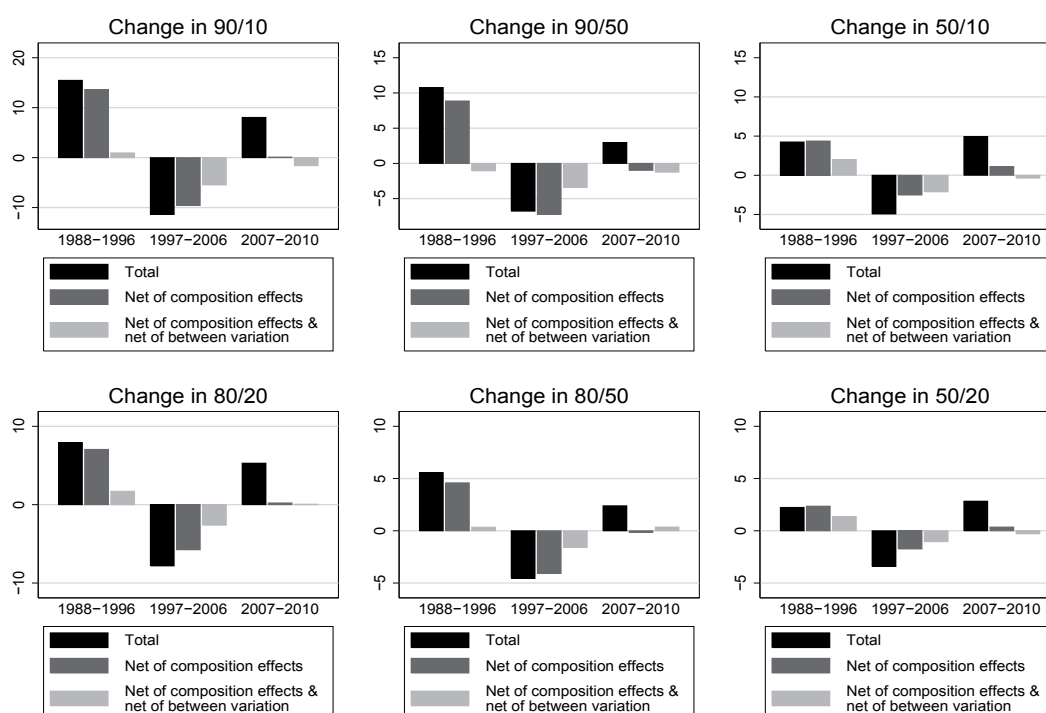 Change in 90/10
20
10
0
−10
1988−1996 1997−2006 2007−2010
Total
Net of composition effects
Net of composition effects &
net of between variation
Change in 90/50
15
10
5
0
−5
1988−1996 1997−2006 2007−2010
Total
Net of composition effects
Net of composition effects &
net of between variation
Change in 50/10
15
10
5
0
−5
1988−1996 1997−2006 2007−2010
Total
Net of composition effects
Net of composition effects &
net of between variation
Change in 80/20
10
0
−10
1988−1996 1997−2006 2007−2010
Total
Net of composition effects
Net of composition effects &
net of between variation
Change in 80/50
10
5
0
−5
1988−1996 1997−2006 2007−2010
Total
Net of composition effects
Net of composition effects &
net of between variation
Change in 50/20
10
5
0
−5
1988−1996 1997−2006 2007−2010
Total
Net of composition effects
Net of composition effects &
net of between variation